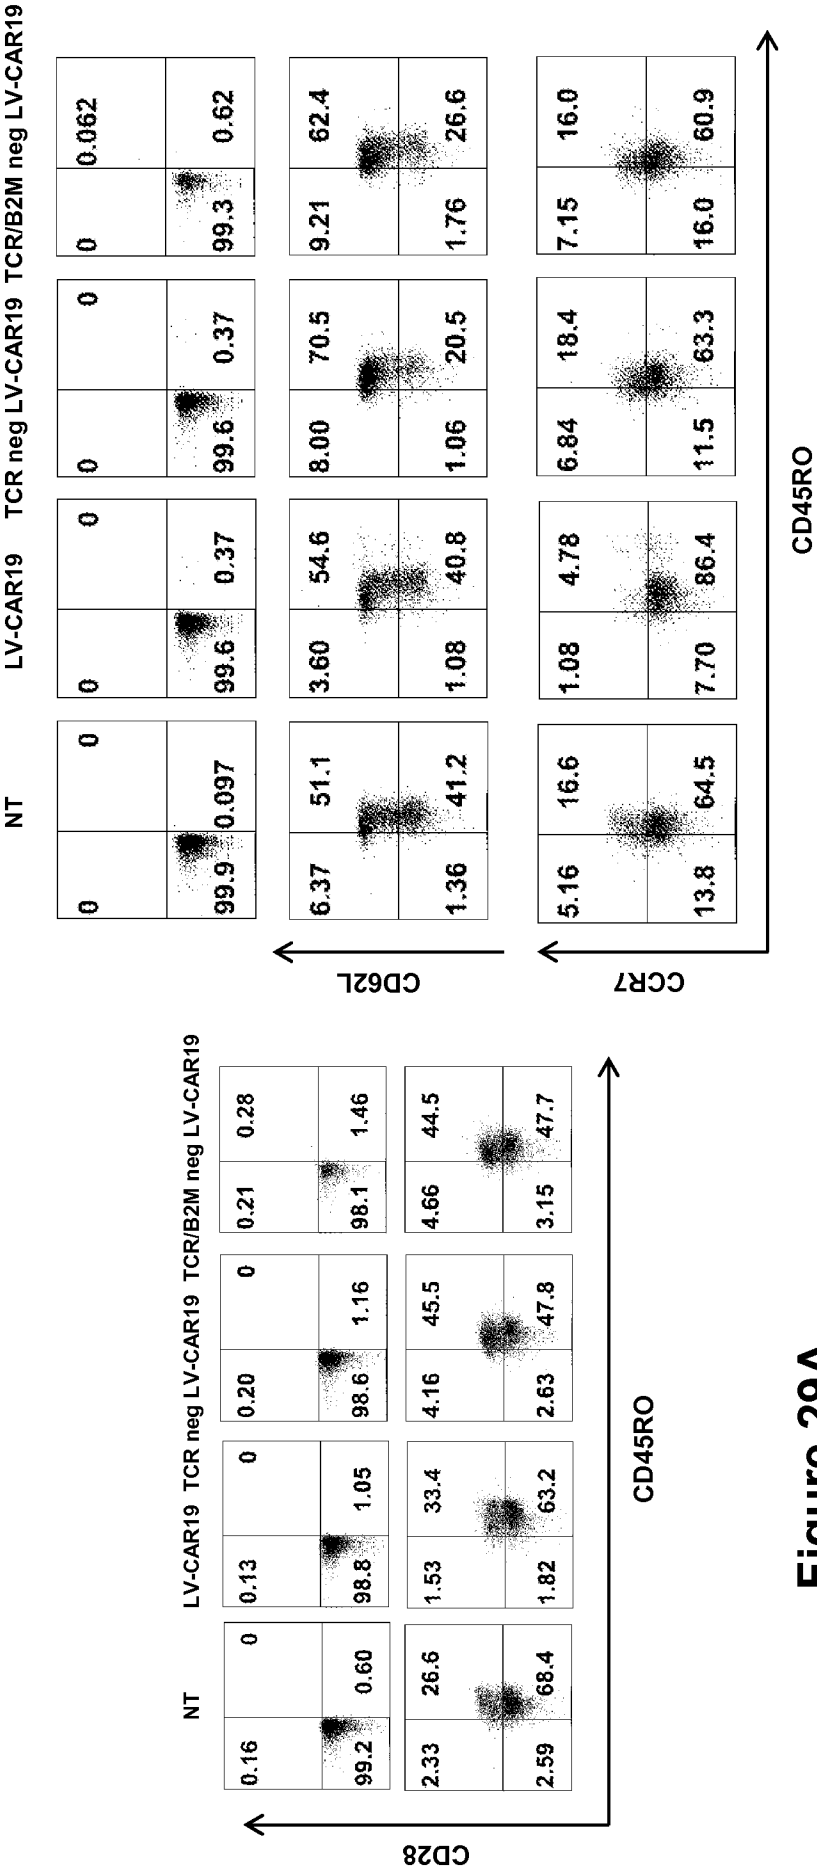 NT LV-CAR19 TCR neg LV-CAR19 TCR/B2M neg LV-CAR19
0.16 0 0.13 0 0.20 0 0.21 0.28
99.2 0.60 98.8 1.05 98.6 1.16 98.1 1.46
2.33 26.6 1.53 33.4 4.16 45.5 4.66 44.5
2.59 68.4 1.82 63.2 2.63 47.8 3.15 47.7
CD28
CD45RO
NT LV-CAR19 TCR neg LV-CAR19 TCR/B2M neg LV-CAR19
0 0 0 0 0 0 0 0.062
99.9 0.097 99.6 0.37 99.6 0.37 99.3 0.62
6.37 51.1 3.60 54.6 8.00 70.5 9.21 62.4
1.36 41.2 1.08 40.8 1.06 20.5 1.76 26.6
CD62L
5.16 16.6 1.08 4.78 6.84 18.4 7.15 16.0
13.8 64.5 7.70 86.4 11.5 63.3 16.0 60.9
CCR7
CD45RO
Figure 29A